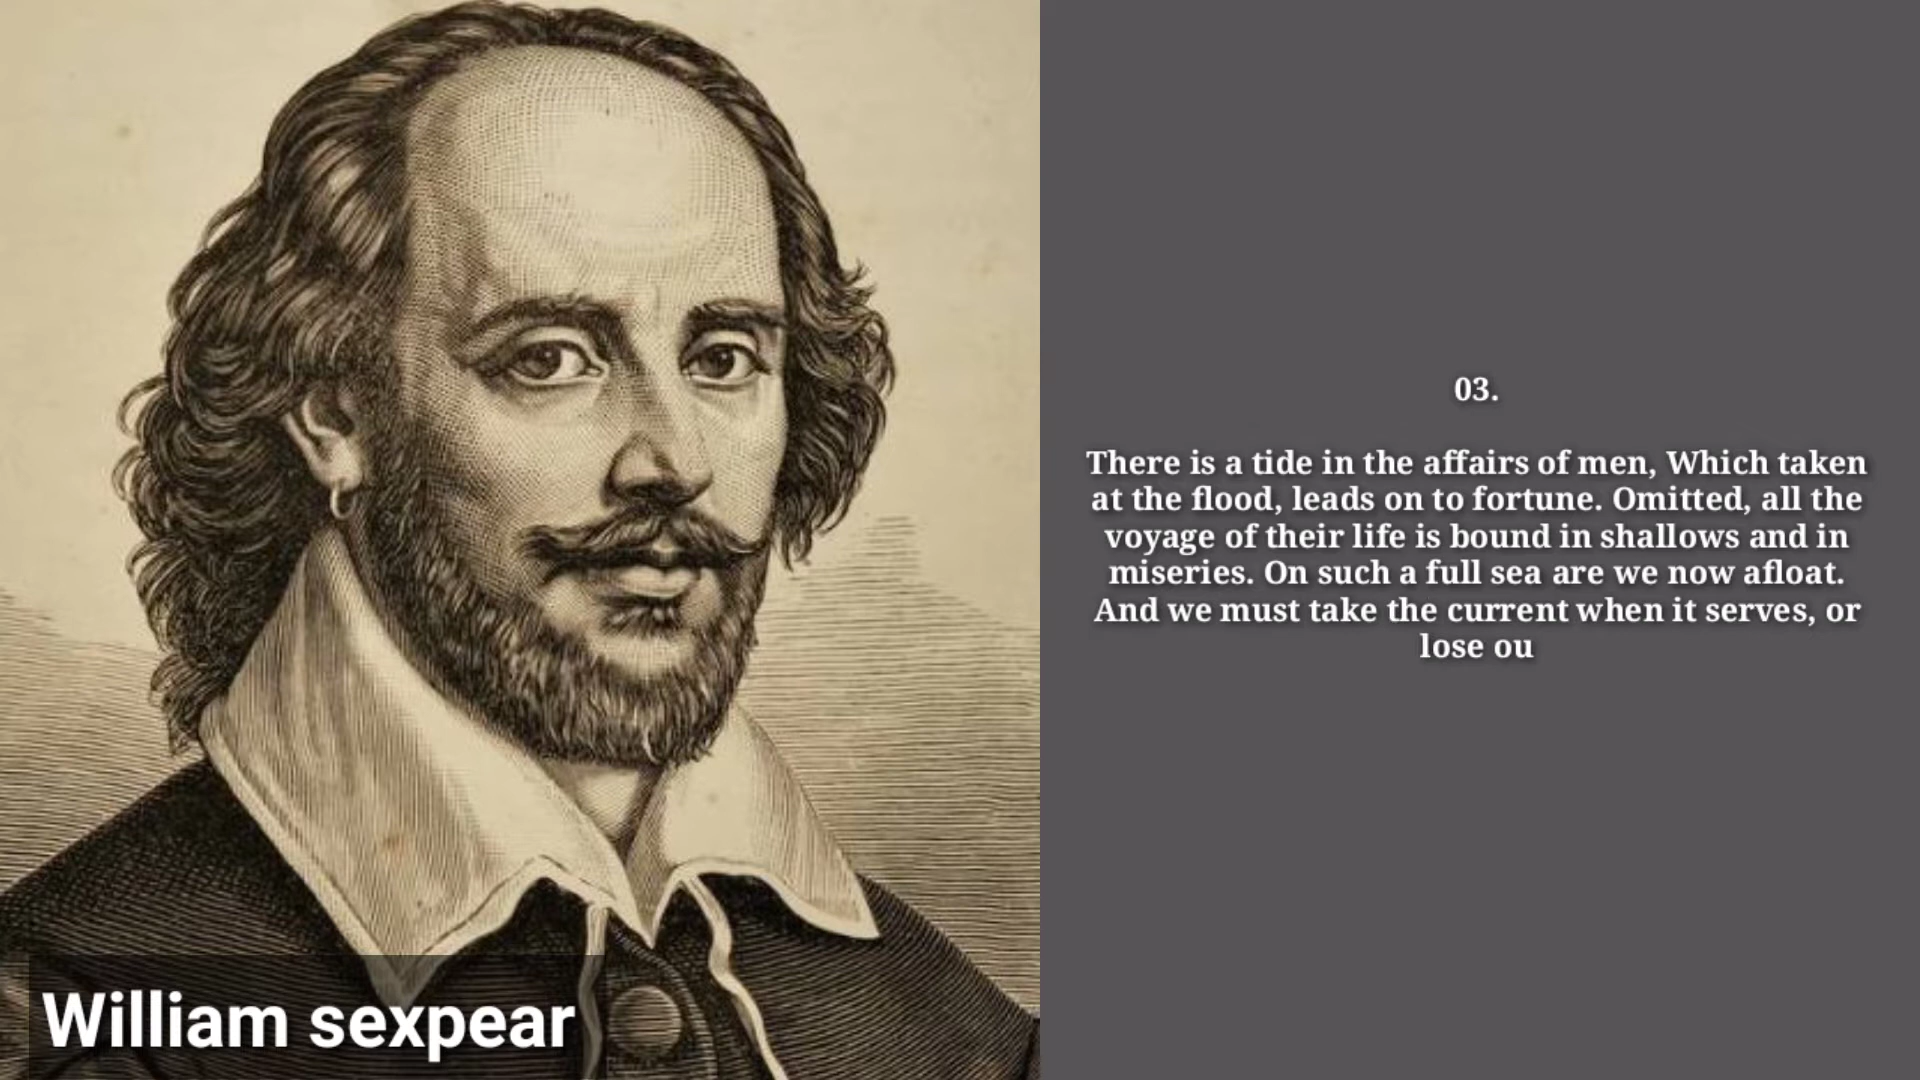 03.
There is a tide in the affairs of men, Which taken
at the flood, leads on to fortune. Omitted, all the
voyage of their life is bound in shallows and in
miseries. On such a full sea are we now afloat.
And we must take the current when it serves, or
lose ou
William sexpear